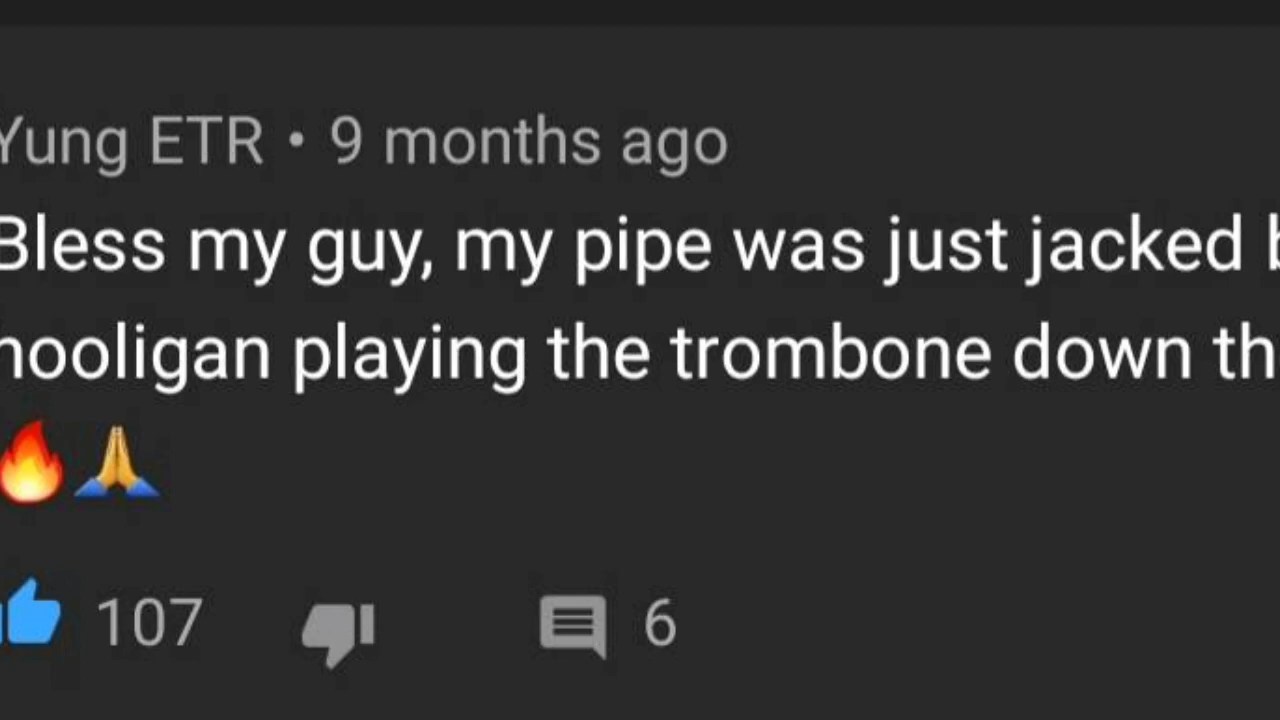 Yung ETR • 9 months ago
Bless my guy, my pipe was just jacked b
hooligan playing the trombone down th
🔥🙏
107 6